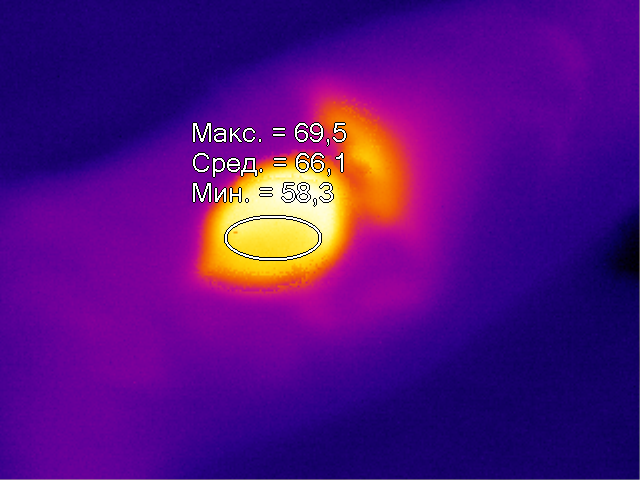 Макс. = 69,5
Сред. = 66,1
Мин. = 58,3